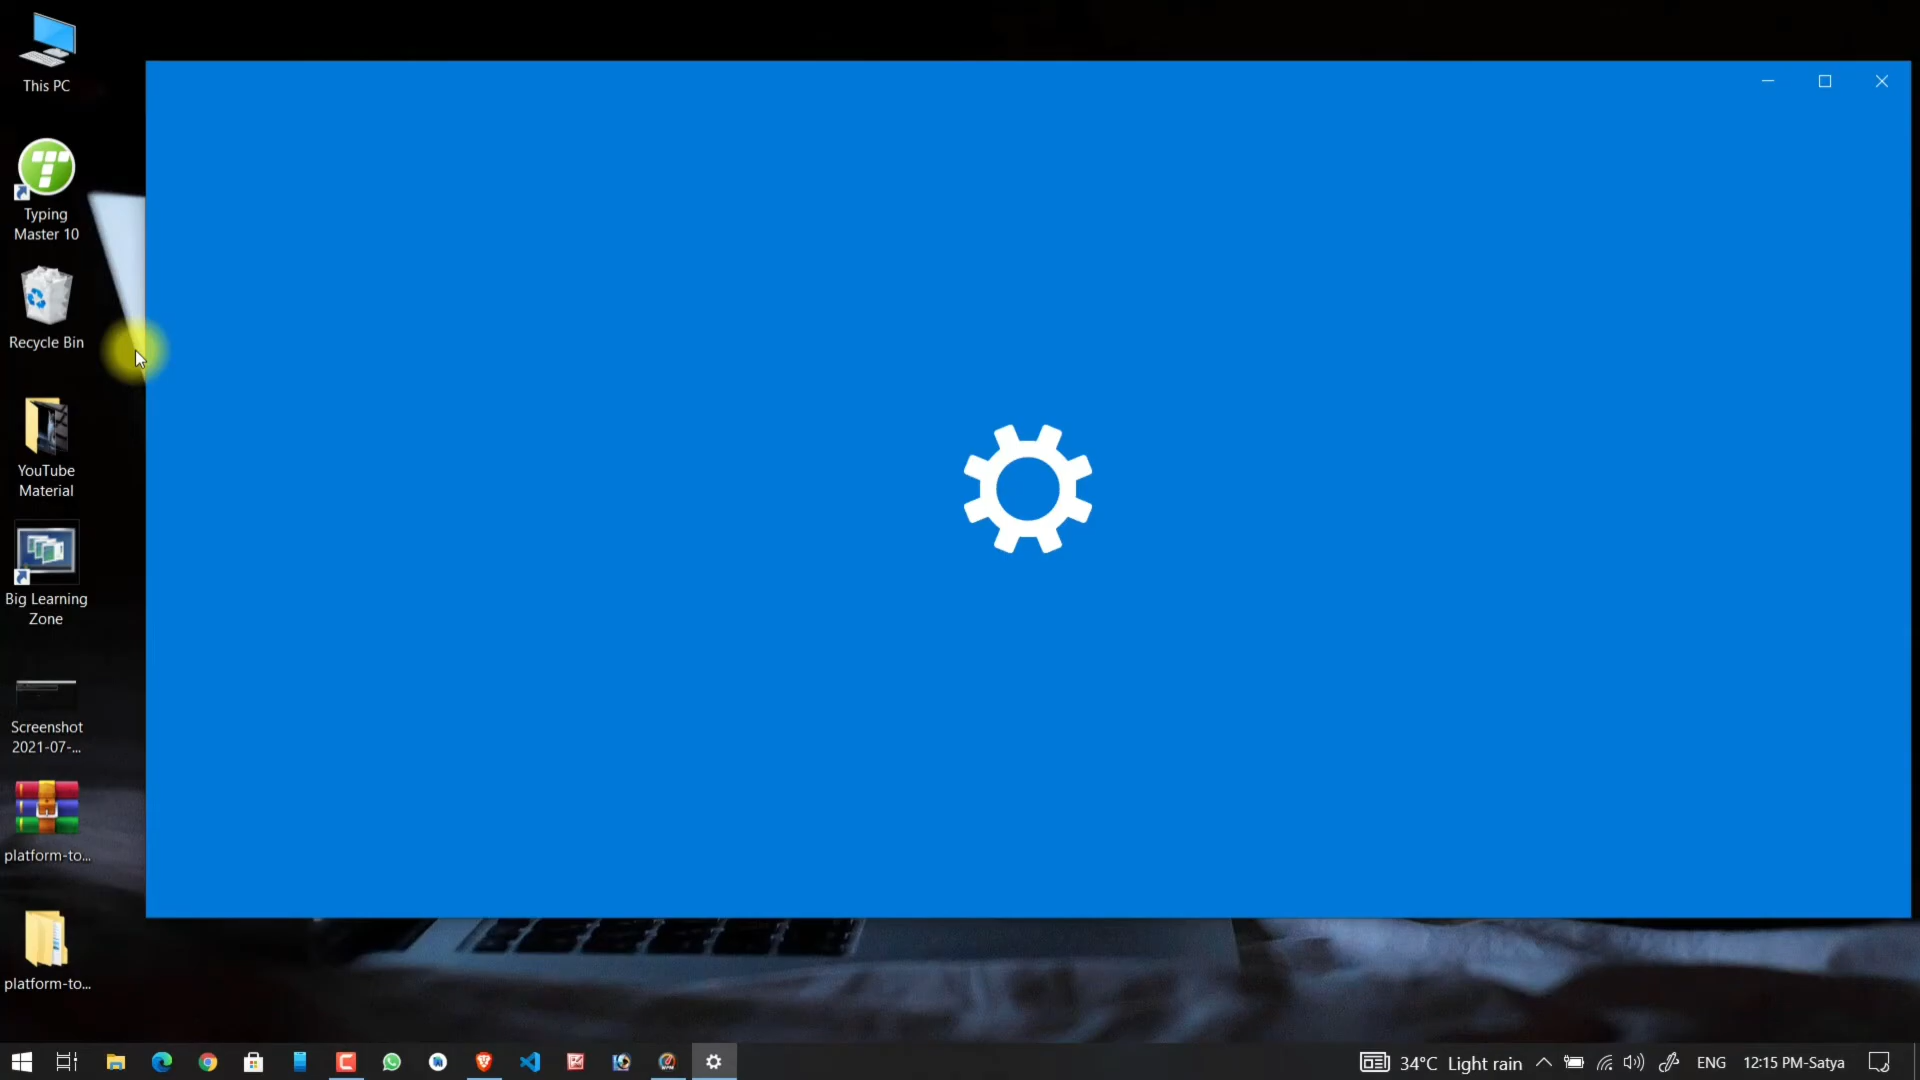 This PC
Typing
Master 10
Recycle Bin
YouTube
Material
Big Learning
Zone
Screenshot
2021-07-...
platform-to...
platform-to...
34°C Light rain
ENG
12:15 PM-Satya